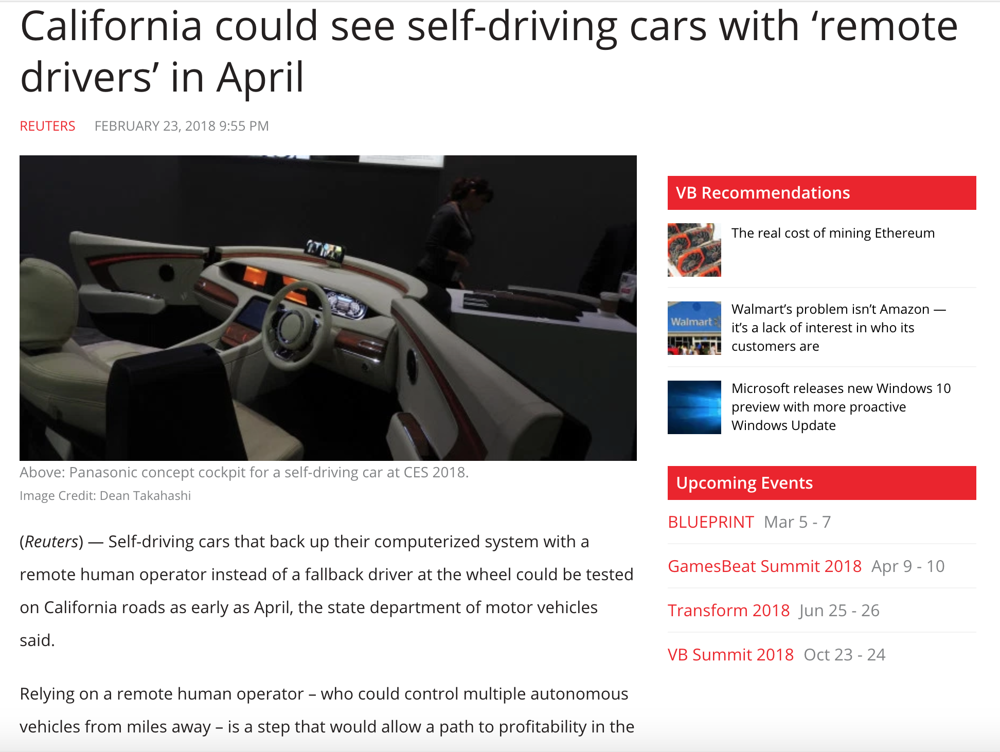 California could see self-driving cars with ‘remote
drivers’ in April
REUTERS FEBRUARY 23, 2018 9:55 PM
Above: Panasonic concept cockpit for a self-driving car at CES 2018.
Image Credit: Dean Takahashi
(Reuters) — Self-driving cars that back up their computerized system with a
remote human operator instead of a fallback driver at the wheel could be tested
on California roads as early as April, the state department of motor vehicles
said.
Relying on a remote human operator – who could control multiple autonomous
vehicles from miles away – is a step that would allow a path to profitability in the
VB Recommendations
The real cost of mining Ethereum
Walmart
Walmart’s problem isn’t Amazon —
it’s a lack of interest in who its
customers are
Microsoft releases new Windows 10
preview with more proactive
Windows Update
Upcoming Events
BLUEPRINT Mar 5 - 7
GamesBeat Summit 2018 Apr 9 - 10
Transform 2018 Jun 25 - 26
VB Summit 2018 Oct 23 - 24